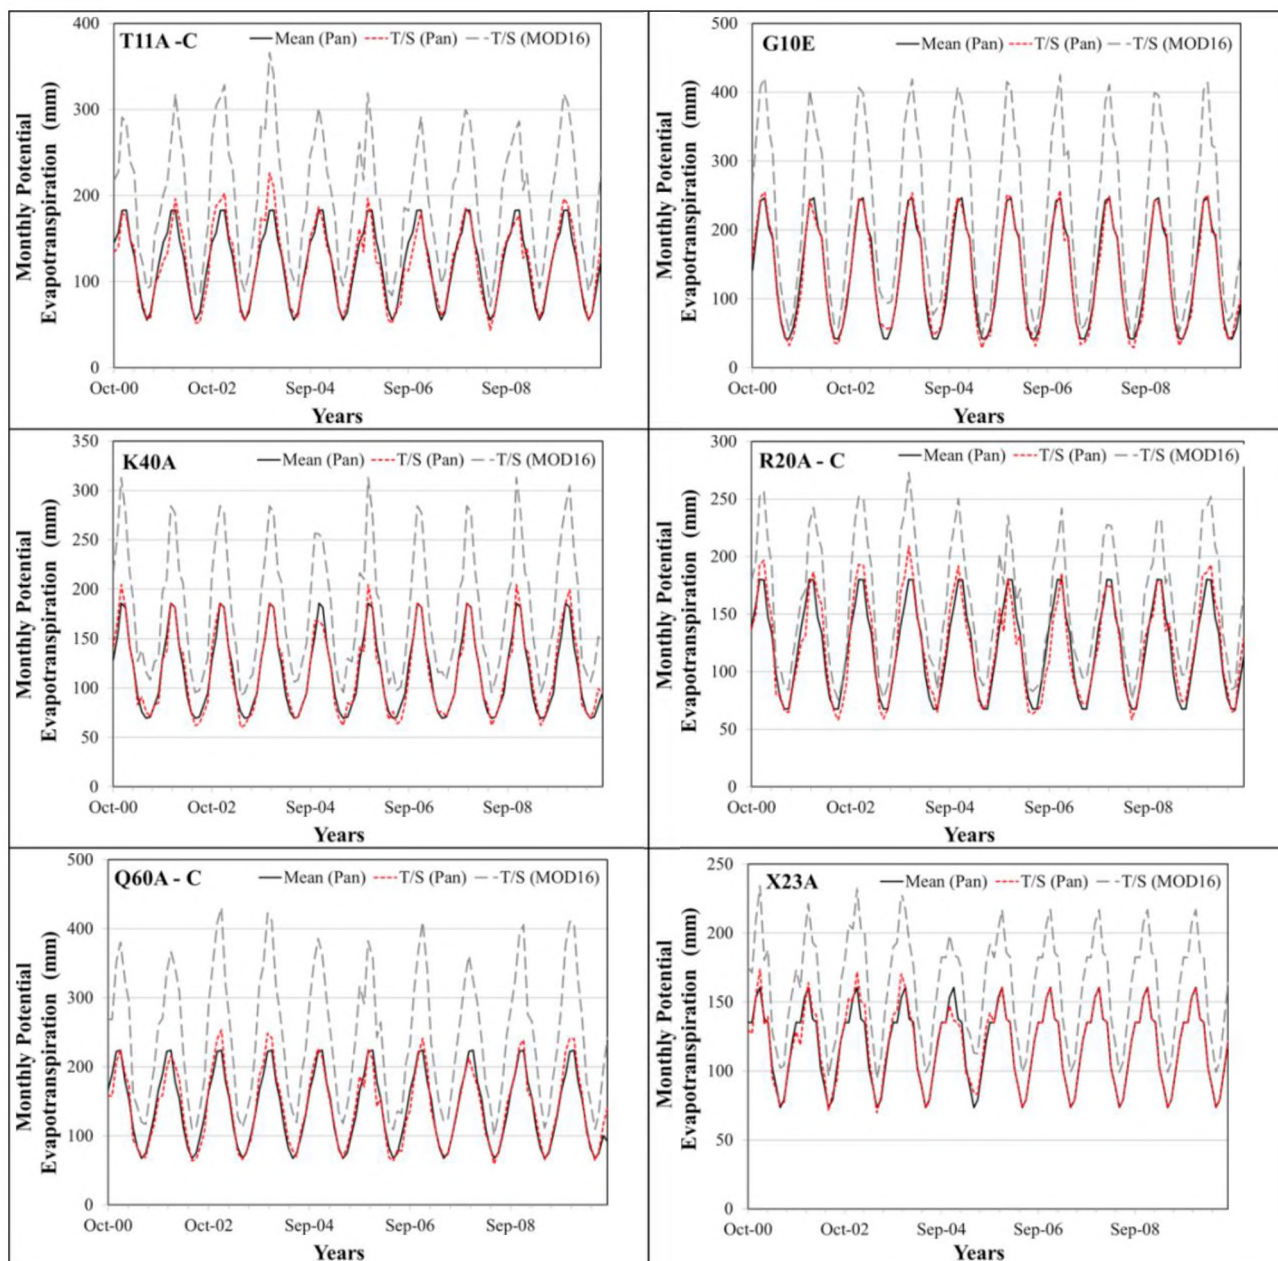 T11A -C
Mean (Pan) T/S (Pan) T/S (MOD16)
Monthly Potential
Evapotranspiration (mm)
400
300
200
100
0
Oct-00 Oct-02 Sep-04 Sep-06 Sep-08
Years
G10E
Mean (Pan) T/S (Pan) T/S (MOD16)
Monthly Potential
Evapotranspiration (mm)
500
400
300
200
100
0
Oct-00 Oct-02 Sep-04 Sep-06 Sep-08
Years
K40A
Mean (Pan) T/S (Pan) T/S (MOD16)
Monthly Potential
Evapotranspiration (mm)
350
300
250
200
150
100
50
0
Oct-00 Oct-02 Sep-04 Sep-06 Sep-08
Years
R20A - C
Mean (Pan) T/S (Pan) T/S (MOD16)
Monthly Potential
Evapotranspiration (mm)
300
250
200
150
100
50
0
Oct-00 Oct-02 Sep-04 Sep-06 Sep-08
Years
Q60A - C
Mean (Pan) T/S (Pan) T/S (MOD16)
Monthly Potential
Evapotranspiration (mm)
500
400
300
200
100
0
Oct-00 Oct-02 Sep-04 Sep-06 Sep-08
Years
X23A
Mean (Pan) T/S (Pan) T/S (MOD16)
Monthly Potential
Evapotranspiration (mm)
250
200
150
100
50
0
Oct-00 Oct-02 Sep-04 Sep-06 Sep-08
Years